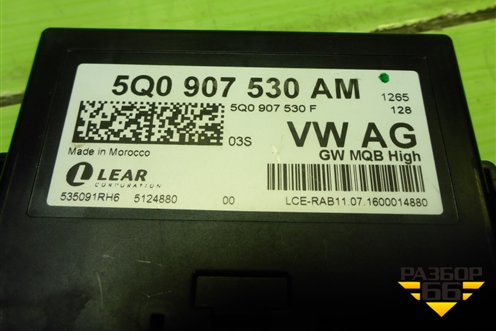 5Q0 907 530 AM
5Q0 907 530 F
1265
128
03S
VW AG
GW MQB High
Made in Morocco
LEAR
CORPORATION
535091RH6 5124880 00
LCE-RAB11.07.1600014880
РАЗБОР
66